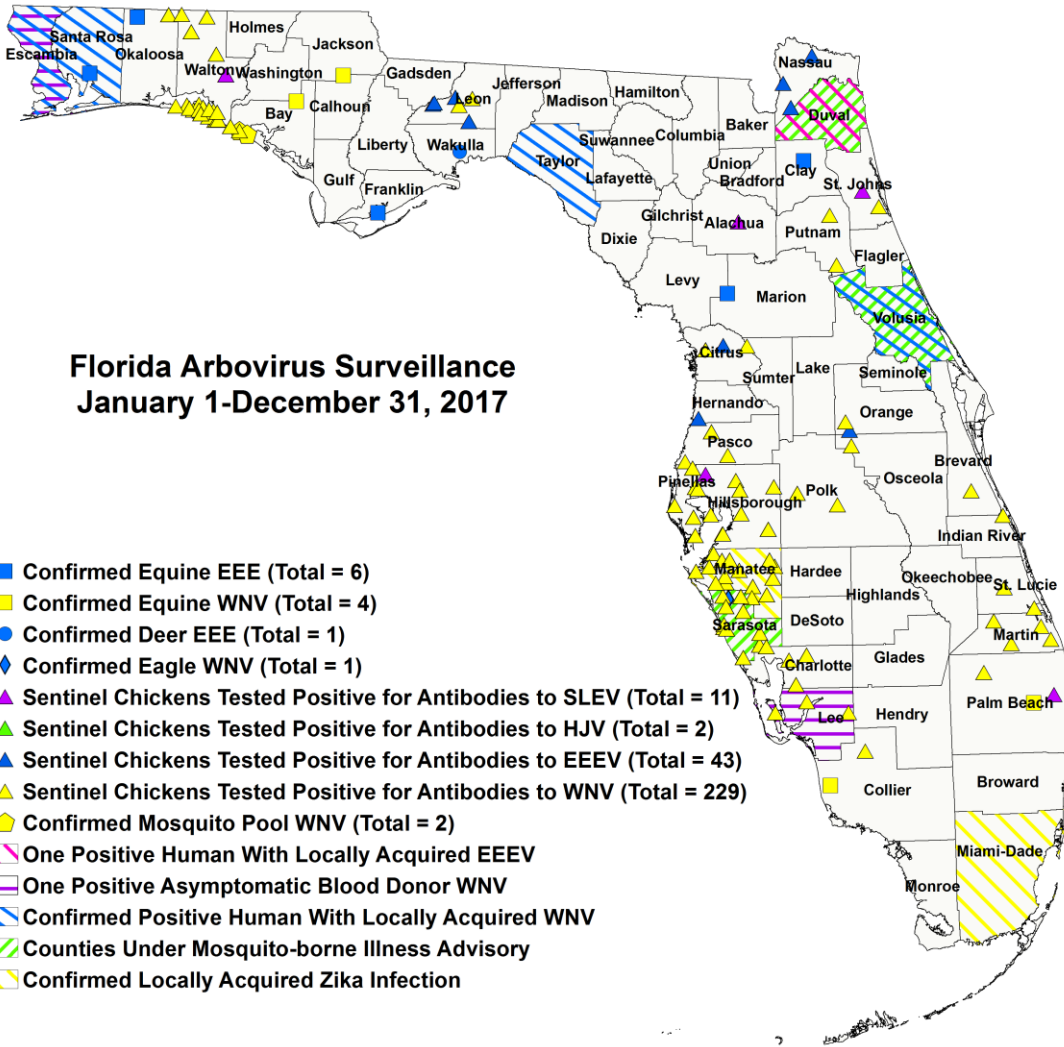 Holmes
Jackson
Santa Rosa
Okaloosa
Escambia
Walton
Washington
Gadsden
Nassau
Jefferson
Leon
Hamilton
Madison
Bay
Calhoun
Duval
Baker
Columbia
Suwannee
Liberty
Wakulla
Taylor
Union
Clay
Lafayette
Bradford
Gulf
Franklin
St. Johns
Gilchrist
Alachua
Putnam
Dixie
Flagler
Levy
Marion
Volusia
Citrus
Florida Arbovirus Surveillance
January 1-December 31, 2017
Lake
Sumter
Seminole
Hernando
Orange
Pasco
Brevard
Osceola
Pinellas
Polk
Hillsborough
Indian River
Manatee
Hardee
Okeechobee
St. Lucie
Highlands
Sarasota
DeSoto
Martin
Charlotte
Glades
Palm Beach
Lee
Hendry
Collier
Broward
Miami-Dade
Monroe
Confirmed Equine EEE (Total = 6)
Confirmed Equine WNV (Total = 4)
Confirmed Deer EEE (Total = 1)
Confirmed Eagle WNV (Total = 1)
Sentinel Chickens Tested Positive for Antibodies to SLEV (Total = 11)
Sentinel Chickens Tested Positive for Antibodies to HJV (Total = 2)
Sentinel Chickens Tested Positive for Antibodies to EEEV (Total = 43)
Sentinel Chickens Tested Positive for Antibodies to WNV (Total = 229)
Confirmed Mosquito Pool WNV (Total = 2)
One Positive Human With Locally Acquired EEEV
One Positive Asymptomatic Blood Donor WNV
Confirmed Positive Human With Locally Acquired WNV
Counties Under Mosquito-borne Illness Advisory
Confirmed Locally Acquired Zika Infection